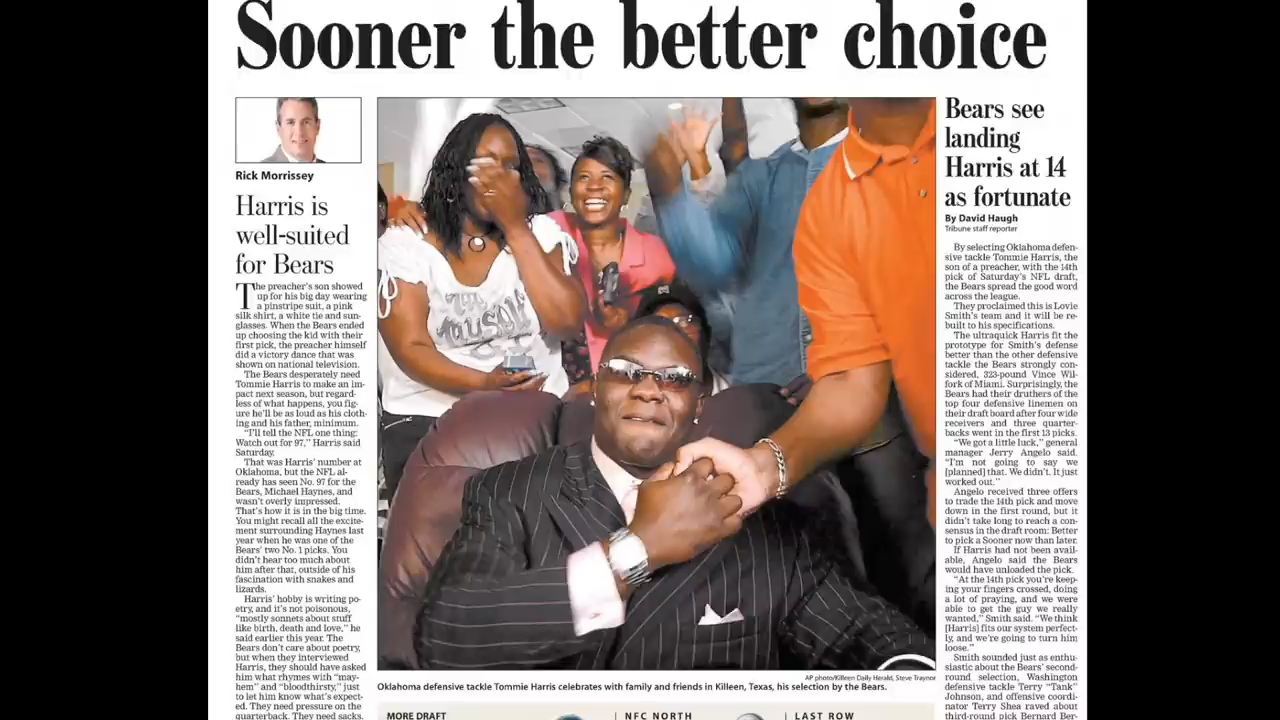 Sooner the better choice
Rick Morrissey
Harris is
well-suited
for Bears
The preacher's son showed
up for his big day wearing
a pinstripe suit, a pink
silk shirt, a white tie and sun-
glasses. When the Bears ended
up choosing the kid with their
first pick, the preacher himself
did a victory dance that was
shown on national television.
The Bears desperately need
Tommie Harris to make an im-
pact next season, but regard-
less of what happens, you fig-
ure he'll be as loud as his cloth-
ing and his father, minimum.
"I'll tell the NFL one thing:
Watch out for 97," Harris said
Saturday.
That was Harris' number at
Oklahoma, but the NFL al-
ready has seen No. 97 for the
Bears, Michael Haynes, and
wasn't overly impressed.
That's how it is in the big time.
You might recall all the excite-
ment surrounding Haynes last
year when he was one of the
Bears' two No. 1 picks. You
didn't hear too much about
him after that, outside of his
fascination with snakes and
lizards.
Harris' hobby is writing po-
etry, and it's not poisonous,
"mostly sonnets about stuff
like birth, death and love," he
said earlier this year. The
Bears don't care about poetry,
but when they interviewed
Harris, they should have asked
him what rhymes with "may-
hem" and "bloodthirsty," just
to let him know what's expect-
ed. They need pressure on the
quarterback. They need sacks.
AP photo/Killeen Daily Herald, Steve Traynor
Oklahoma defensive tackle Tommie Harris celebrates with family and friends in Killeen, Texas, his selection by the Bears.
MORE DRAFT
NFC NORTH
LAST ROW
Bears see
landing
Harris at 14
as fortunate
By David Haugh
Tribune staff reporter
By selecting Oklahoma defen-
sive tackle Tommie Harris, the
son of a preacher, with the 14th
pick of Saturday's NFL draft,
the Bears spread the good word
across the league.
They proclaimed this is Lovie
Smith's team and it will be re-
built to his specifications.
The ultraquick Harris fit the
prototype for Smith's defense
better than the other defensive
tackle the Bears strongly con-
sidered, 323-pound Vince Wil-
fork of Miami. Surprisingly, the
Bears had their druthers of the
top four defensive linemen on
their draft board after four wide
receivers and three quarter-
backs went in the first 13 picks.
"We got a little luck," general
manager Jerry Angelo said.
"I'm not going to say we
[planned] that. We didn't. It just
worked out."
Angelo received three offers
to trade the 14th pick and move
down in the first round, but it
didn't take long to reach a con-
sensus in the draft room: Better
to pick a Sooner now than later.
If Harris had not been avail-
able, Angelo said the Bears
would have unloaded the pick.
"At the 14th pick you're keep-
ing your fingers crossed, doing
a lot of praying, and we were
able to get the guy we really
wanted," Smith said. "We think
[Harris] fits our system perfect-
ly, and we're going to turn him
loose."
Smith sounded just as enthu-
siastic about the Bears' second-
round selection, Washington
defensive tackle Terry "Tank"
Johnson, and offensive coordi-
nator Terry Shea raved about
third-round pick Bernard Ber-